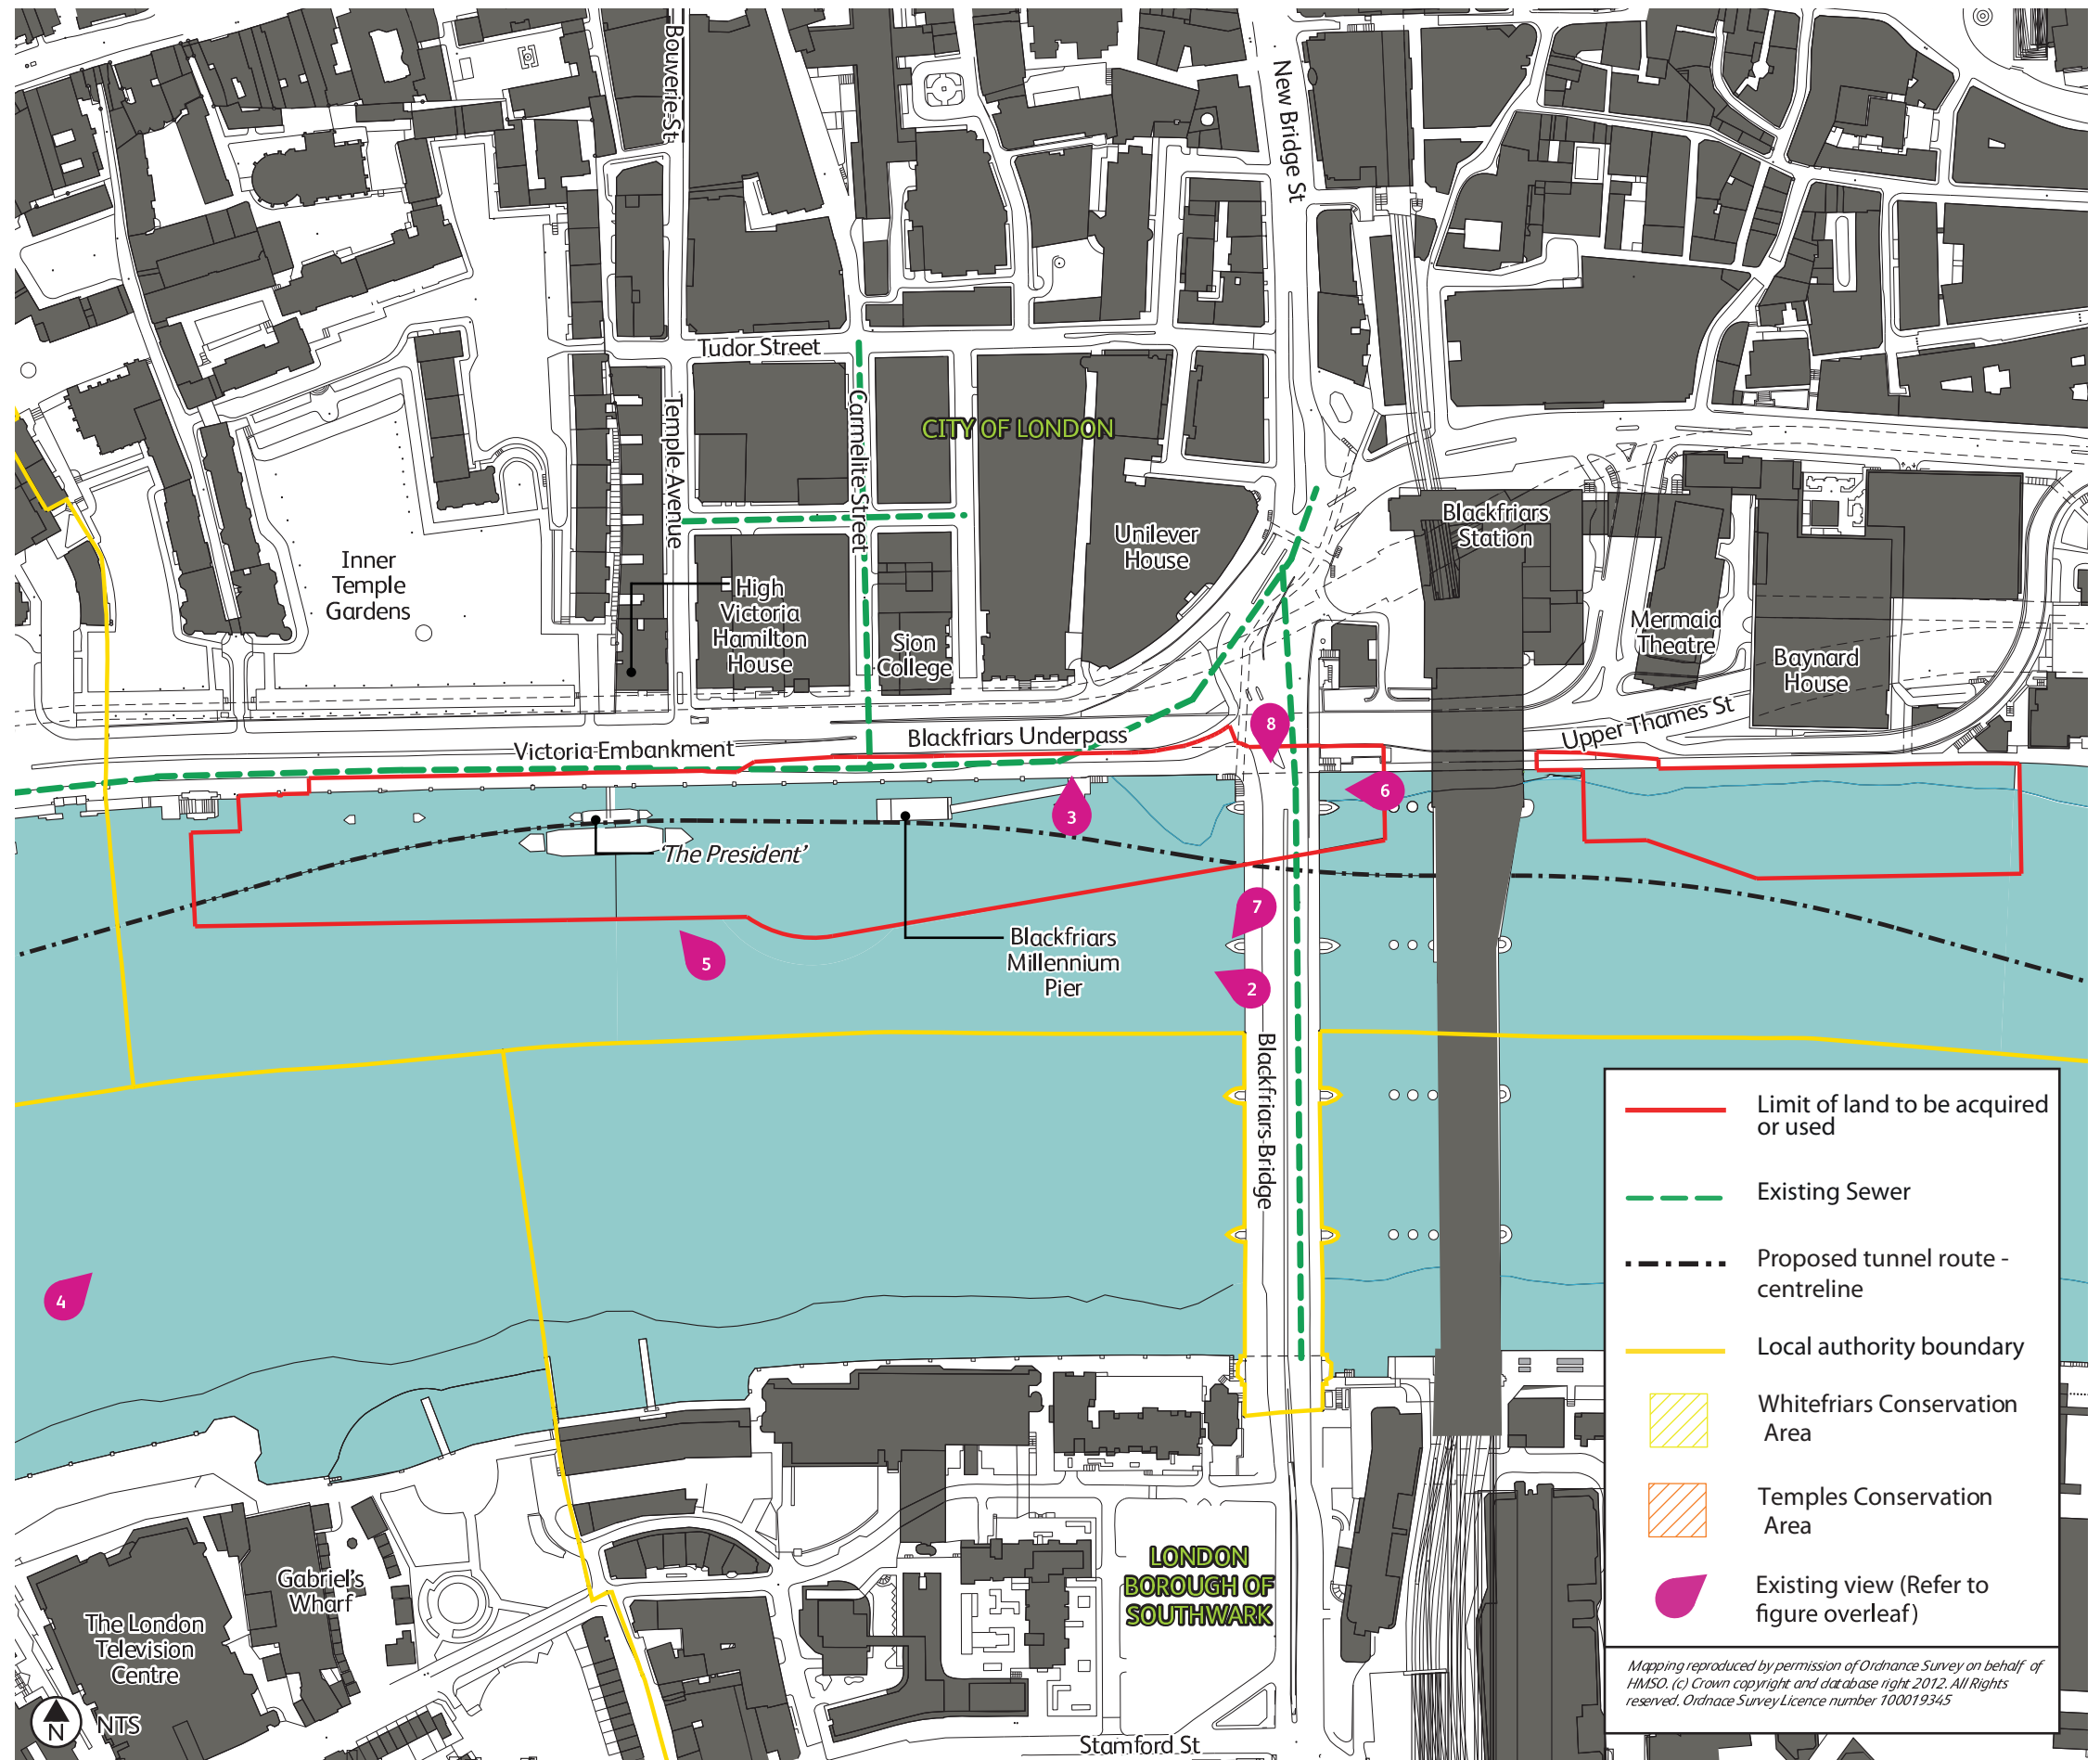 Bouverie St
New Bridge St
Tudor Street
Temple Avenue
Carmelite Street
CITY OF LONDON
Unilever
House
Blackfriars
Station
Inner
Temple
Gardens
High
Victoria
Hamilton
House
Sion
College
Mermaid
Theatre
Baynard
House
Upper Thames St
Victoria Embankment
Blackfriars Underpass
8
6
3
'The President'
7
5
2
Blackfriars
Millennium
Pier
Blackfriars Bridge
4
Gabriel's
Wharf
The London
Television
Centre
LONDON
BOROUGH OF
SOUTHWARK
Stamford St
N
NTS
Limit of land to be acquired
or used
Existing Sewer
Proposed tunnel route -
centreline
Local authority boundary
Whitefriars Conservation
Area
Temples Conservation
Area
Existing view (Refer to
figure overleaf)
Mapping reproduced by permission of Ordnance Survey on behalf of
HMSO. (c) Crown copyright and database right 2012. All Rights
reserved. Ordnace Survey Licence number 100019345